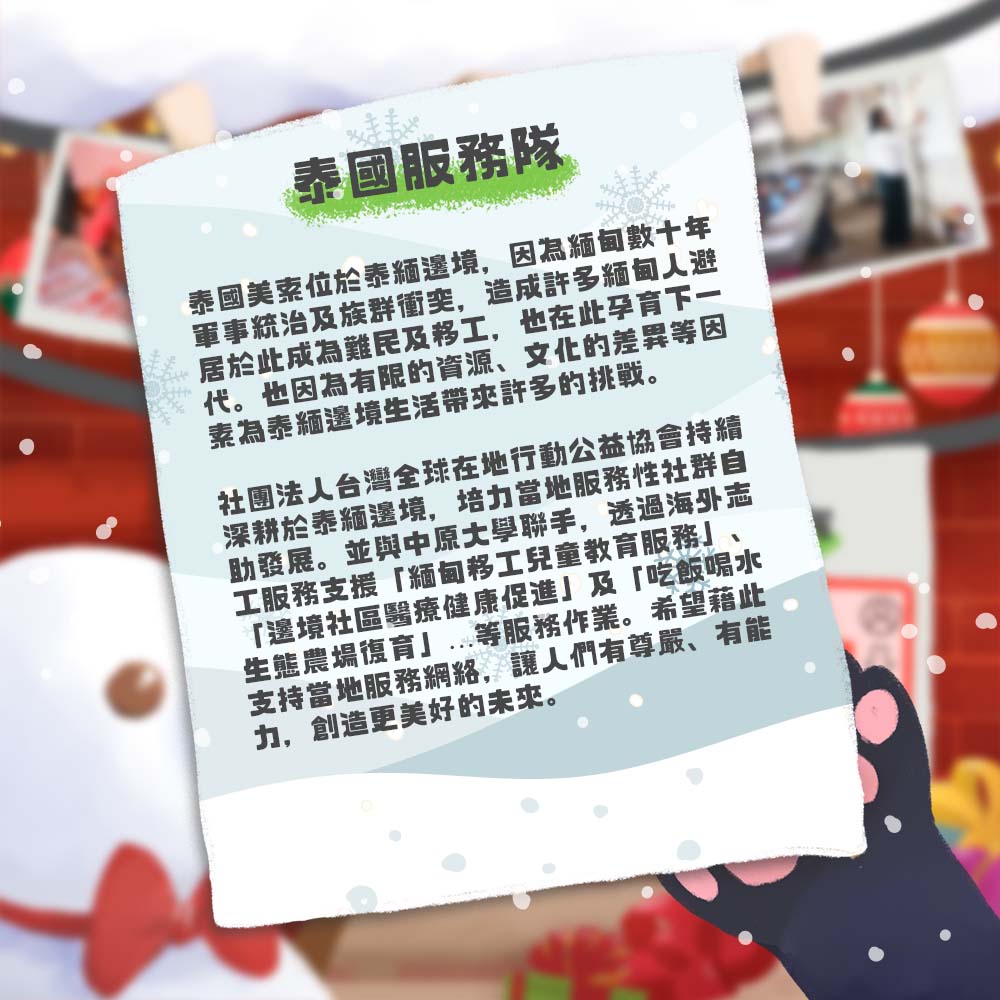 泰國服務隊
泰國美索位於泰緬邊境，因為緬甸數十年
軍事統治及族群衝突，造成許多緬甸人避
居於此成為難民及移工，也在此孕育下一
代。也因為有限的資源、文化的差異等因
素為泰緬邊境生活帶來許多的挑戰。
社團法人台灣全球在地行動公益協會持續
深耕於泰緬邊境，培力當地服務性社群自
助發展。並與中原大學聯手，透過海外志
工服務支援「緬甸移工兒童教育服務」、
「邊境社區醫療健康促進」及「吃飯喝水
生態農場復育」…等服務作業。希望藉此
支持當地服務網絡，讓人們有尊嚴、有能
力，創造更美好的未來。